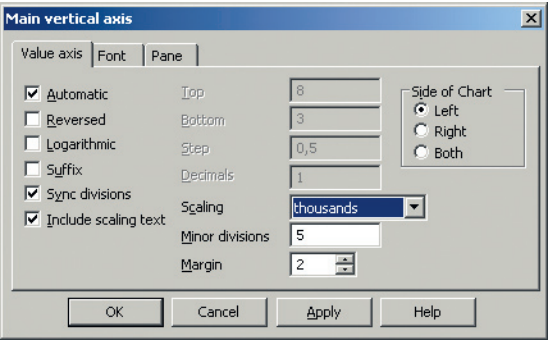 Main vertical axis
Value axis Font Pane
Automatic
Reversed
Logarithmic
Suffix
Sync divisions
Include scaling text
Top 8
Bottom 3
Step 0,5
Decimals 1
Scaling thousands
Minor divisions 5
Margin 2
Side of Chart
Left
Right
Both
OK Cancel Apply Help